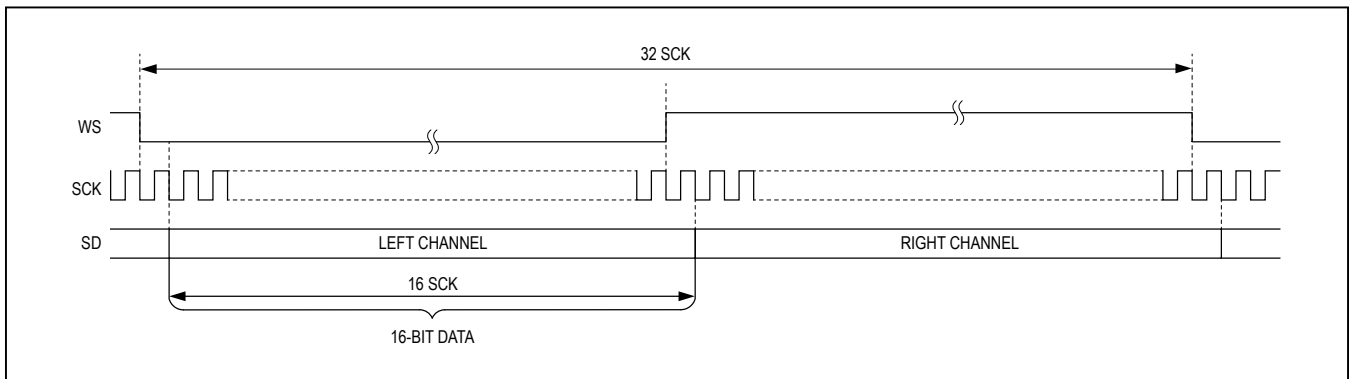 32 SCK
WS
SCK
SD
LEFT CHANNEL
RIGHT CHANNEL
16 SCK
16-BIT DATA